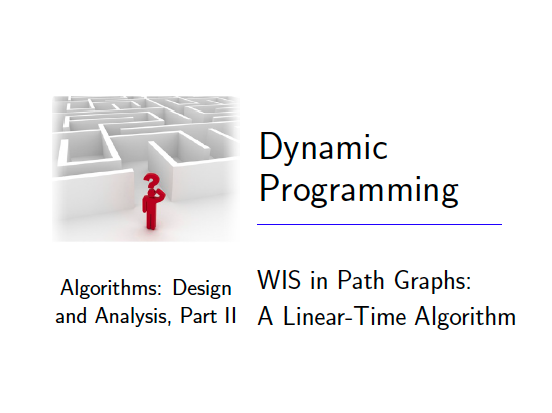 Dynamic
Programming
Algorithms: Design
and Analysis, Part II
WIS in Path Graphs:
A Linear-Time Algorithm